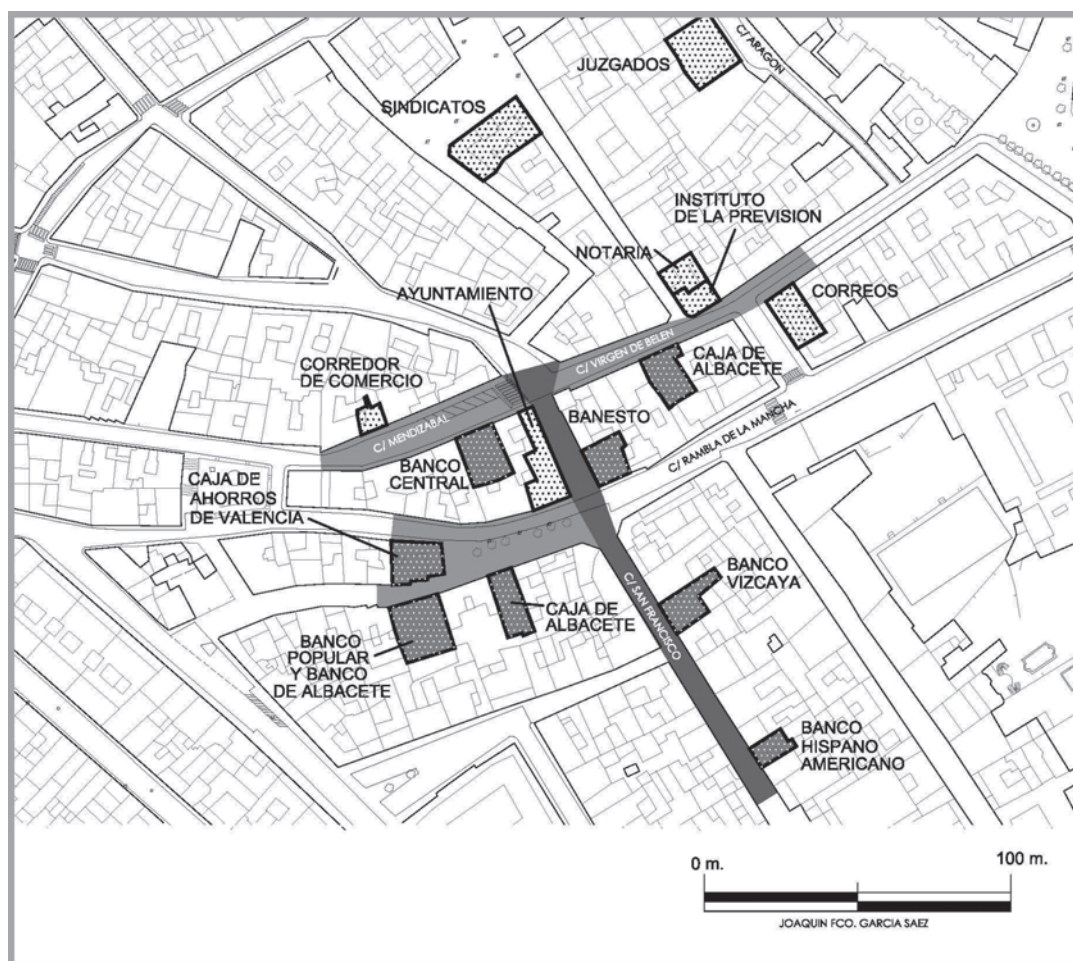 JUZGADOS
C/ ARAGON
SINDICATOS
INSTITUTO
DE LA PREVISION
NOTARIA
AYUNTAMIENTO
CORREOS
C/ VIRGEN DE BELEN
CAJA DE
ALBACETE
CORREDOR
DE COMERCIO
C/ MENDIZABAL
BANESTO
C/ RAMBLA DE LA MANCHA
BANCO
CENTRAL
CAJA DE
AHORROS
DE VALENCIA
BANCO
VIZCAYA
C/ SAN FRANCISCO
CAJA DE
ALBACETE
BANCO
POPULAR
Y BANCO
DE ALBACETE
BANCO
HISPANO
AMERICANO
0 m.
100 m.
JOAQUIN FCO. GARCIA SAEZ